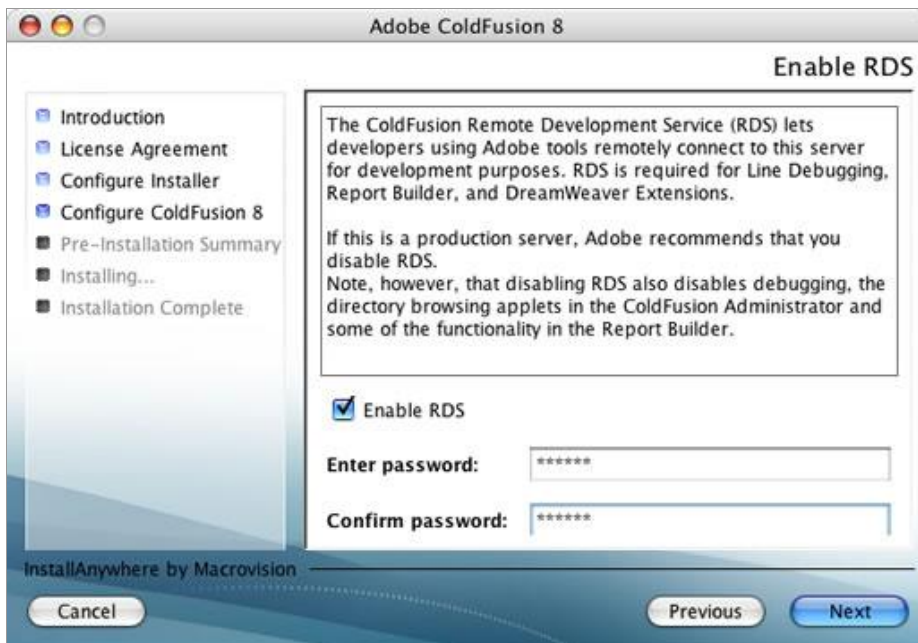 Adobe ColdFusion 8
Enable RDS
Introduction
License Agreement
Configure Installer
Configure ColdFusion 8
Pre-Installation Summary
Installing...
Installation Complete
The ColdFusion Remote Development Service (RDS) lets
developers using Adobe tools remotely connect to this server
for development purposes. RDS is required for Line Debugging,
Report Builder, and DreamWeaver Extensions.
If this is a production server, Adobe recommends that you
disable RDS.
Note, however, that disabling RDS also disables debugging, the
directory browsing applets in the ColdFusion Administrator and
some of the functionality in the Report Builder.
Enable RDS
Enter password: ******
Confirm password: ******
InstallAnywhere by Macrovision
Cancel
Previous
Next